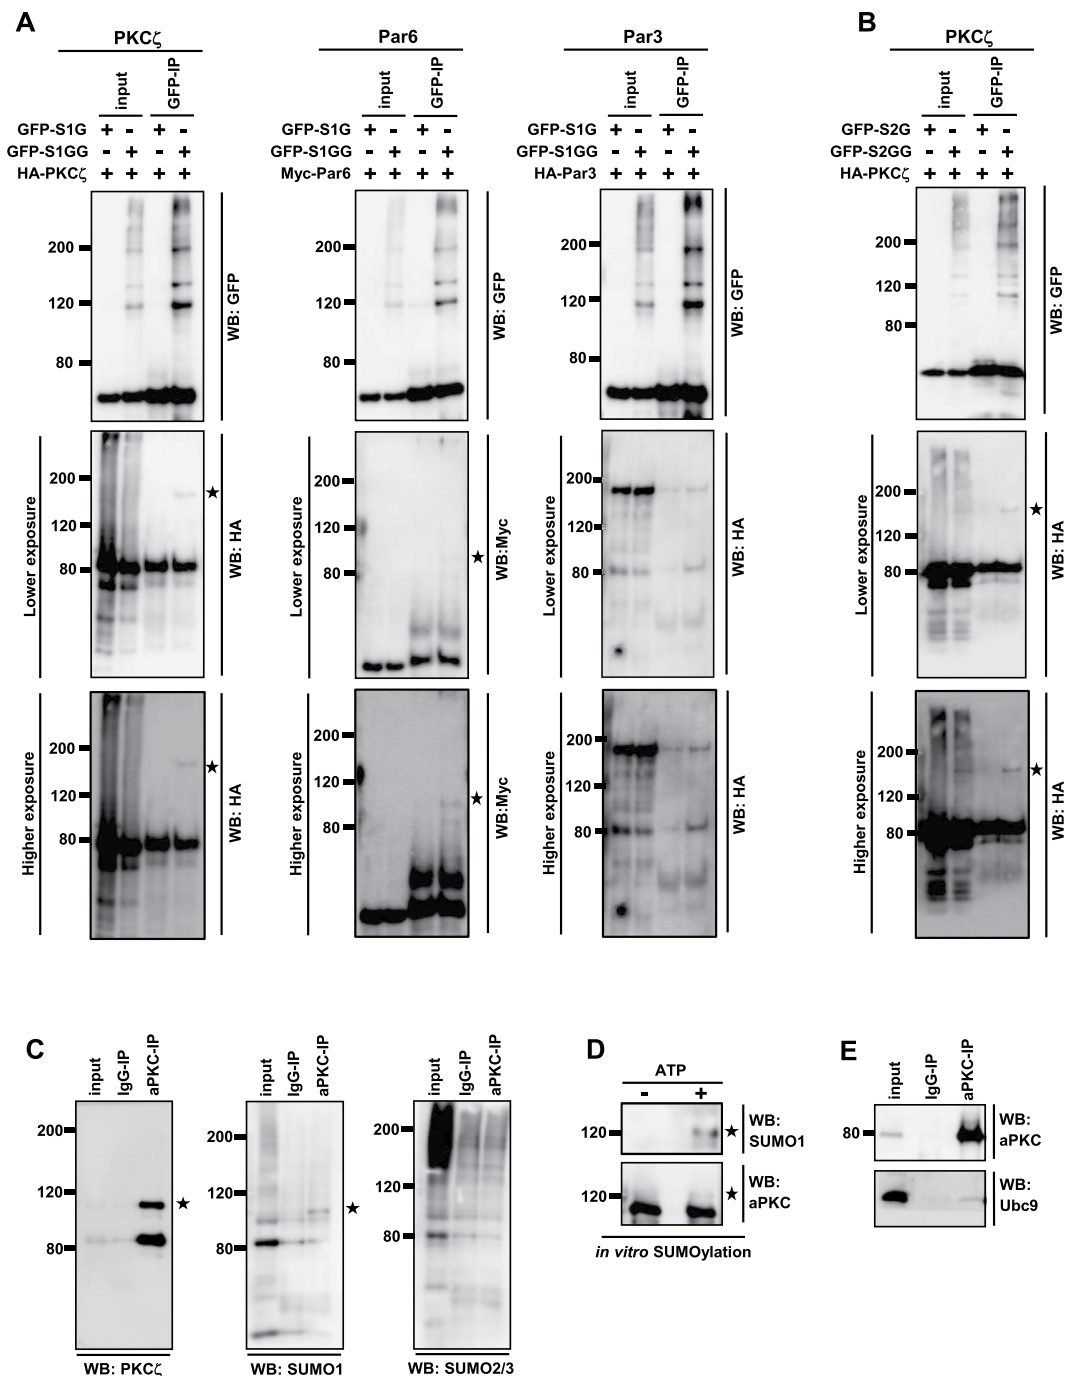 A
PKCζ
input
GFP-IP
GFP-S1G + - + -
GFP-S1GG - + - +
HA-PKCζ + + + +
200
120
80
WB: GFP
Lower exposure
200
120
80
★
WB: HA
Higher exposure
200
120
80
★
WB: HA
Par6
input
GFP-IP
GFP-S1G + - + -
GFP-S1GG - + - +
Myc-Par6 + + + +
200
120
80
WB: GFP
Lower exposure
200
120
80
★
WB:Myc
Higher exposure
200
120
80
★
WB:Myc
Par3
input
GFP-IP
GFP-S1G + - + -
GFP-S1GG - + - +
HA-Par3 + + + +
200
120
80
WB: GFP
Lower exposure
200
120
80
WB: HA
Higher exposure
200
120
80
WB: HA
B
PKCζ
input
GFP-IP
GFP-S2G + - + -
GFP-S2GG - + - +
HA-PKCζ + + + +
200
120
80
WB: GFP
Lower exposure
200
120
80
★
WB: HA
Higher exposure
200
120
80
★
WB: HA
C
input
IgG-IP
aPKC-IP
200
120
80
★
WB: PKCζ
input
IgG-IP
aPKC-IP
200
120
80
★
WB: SUMO1
input
IgG-IP
aPKC-IP
200
120
80
WB: SUMO2/3
D
ATP
- +
120
★
WB:
SUMO1
120
★
WB:
aPKC
in vitro SUMOylation
E
input
IgG-IP
aPKC-IP
80
WB:
aPKC
WB:
Ubc9